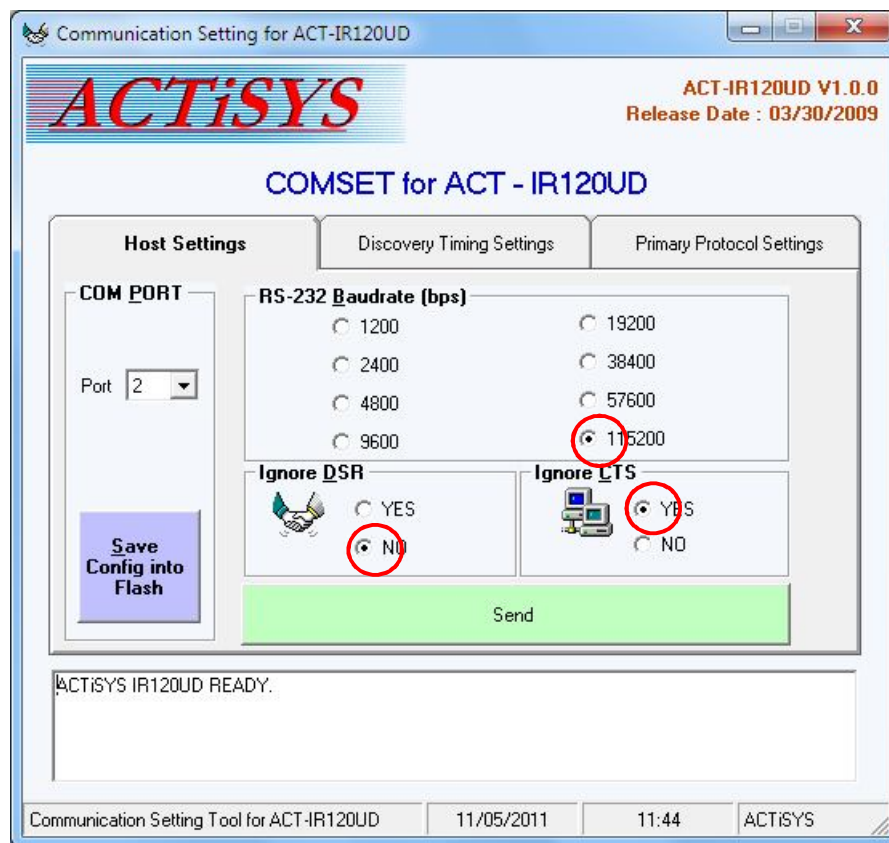 Communication Setting for ACT-IR120UD
ACTiSYS
ACT-IR120UD V1.0.0
Release Date : 03/30/2009
COMSET for ACT - IR120UD
Host Settings
Discovery Timing Settings
Primary Protocol Settings
COM PORT
Port 2
Save
Config into
Flash
RS-232 Baudrate (bps)
1200
19200
2400
38400
4800
57600
9600
115200
Ignore DSR
YES
NO
Ignore CTS
YES
NO
Send
ACTiSYS IR120UD READY.
Communication Setting Tool for ACT-IR120UD
11/05/2011
11:44
ACTiSYS